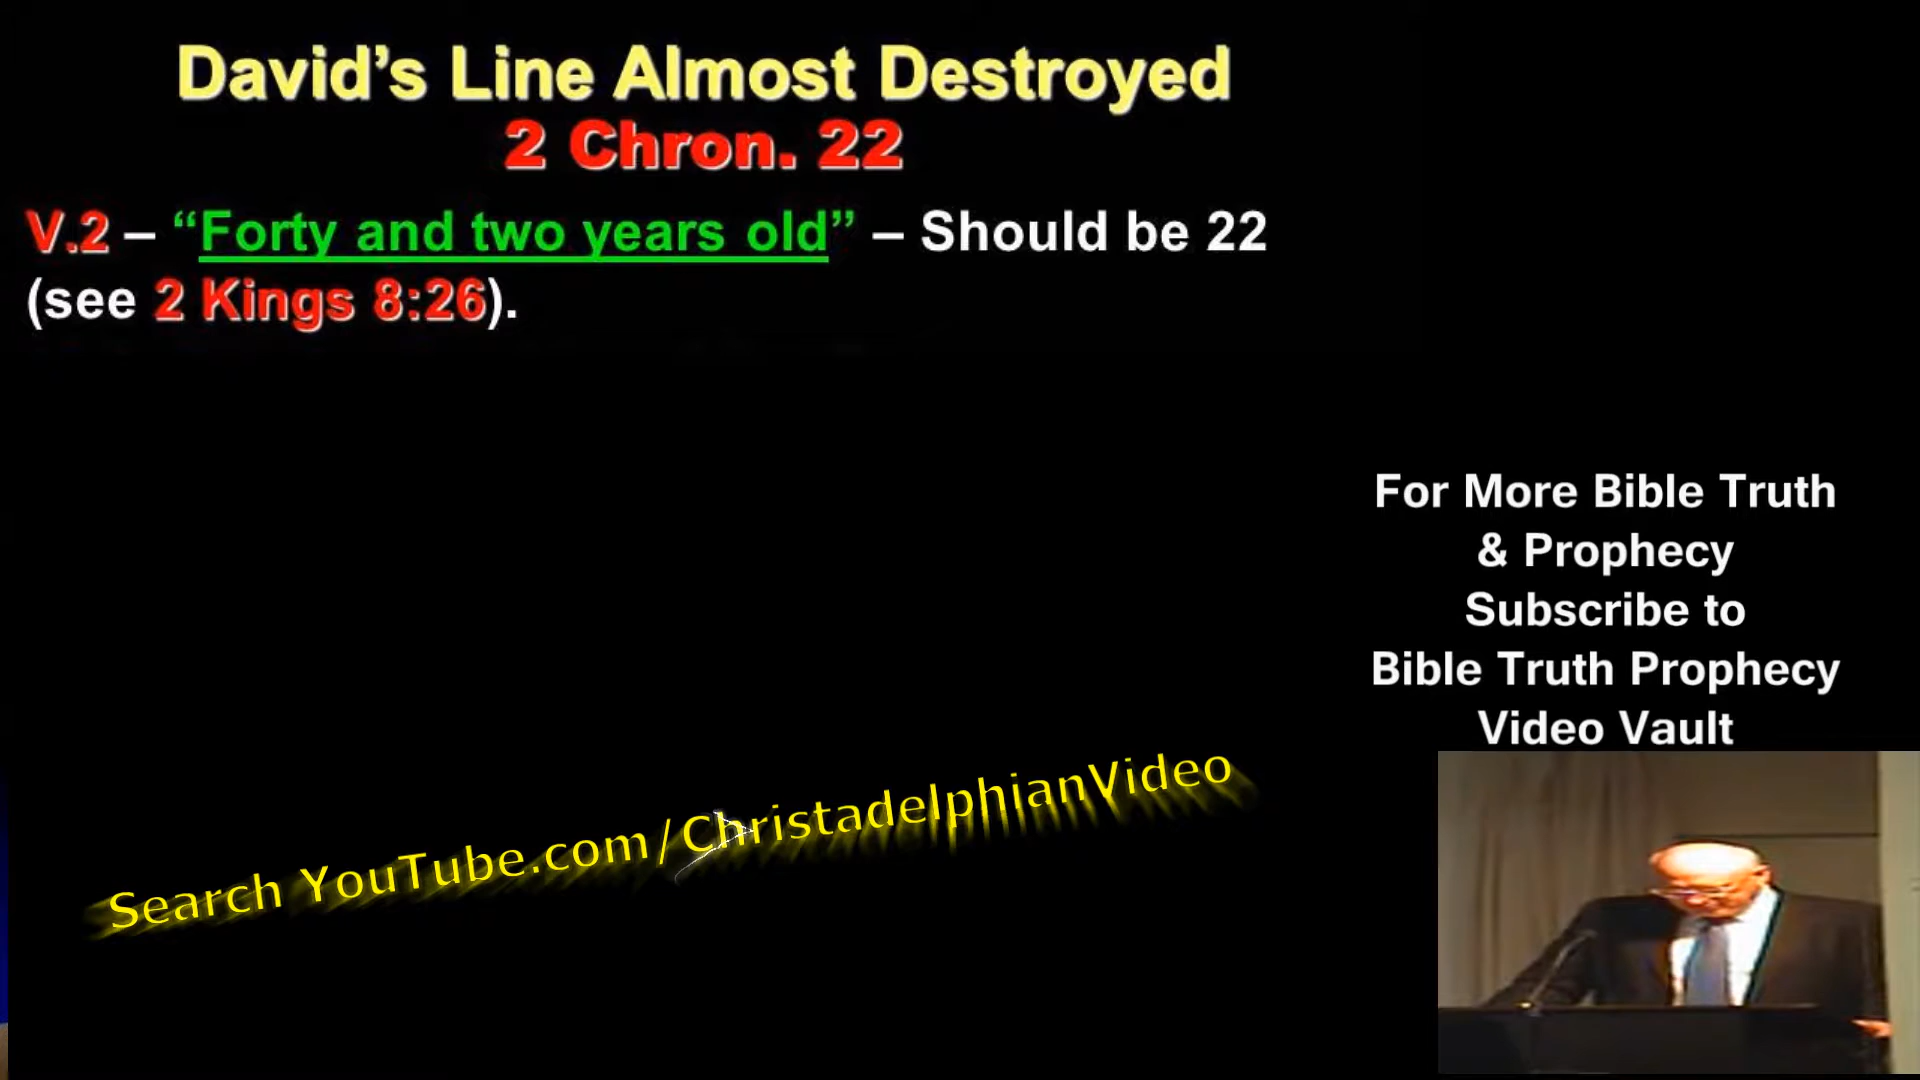 David’s Line Almost Destroyed
2 Chron. 22
V.2 – “Forty and two years old” – Should be 22
(see 2 Kings 8:26).
For More Bible Truth
& Prophecy
Subscribe to
Bible Truth Prophecy
Video Vault
Search YouTube.com/ChristadelphianVideo